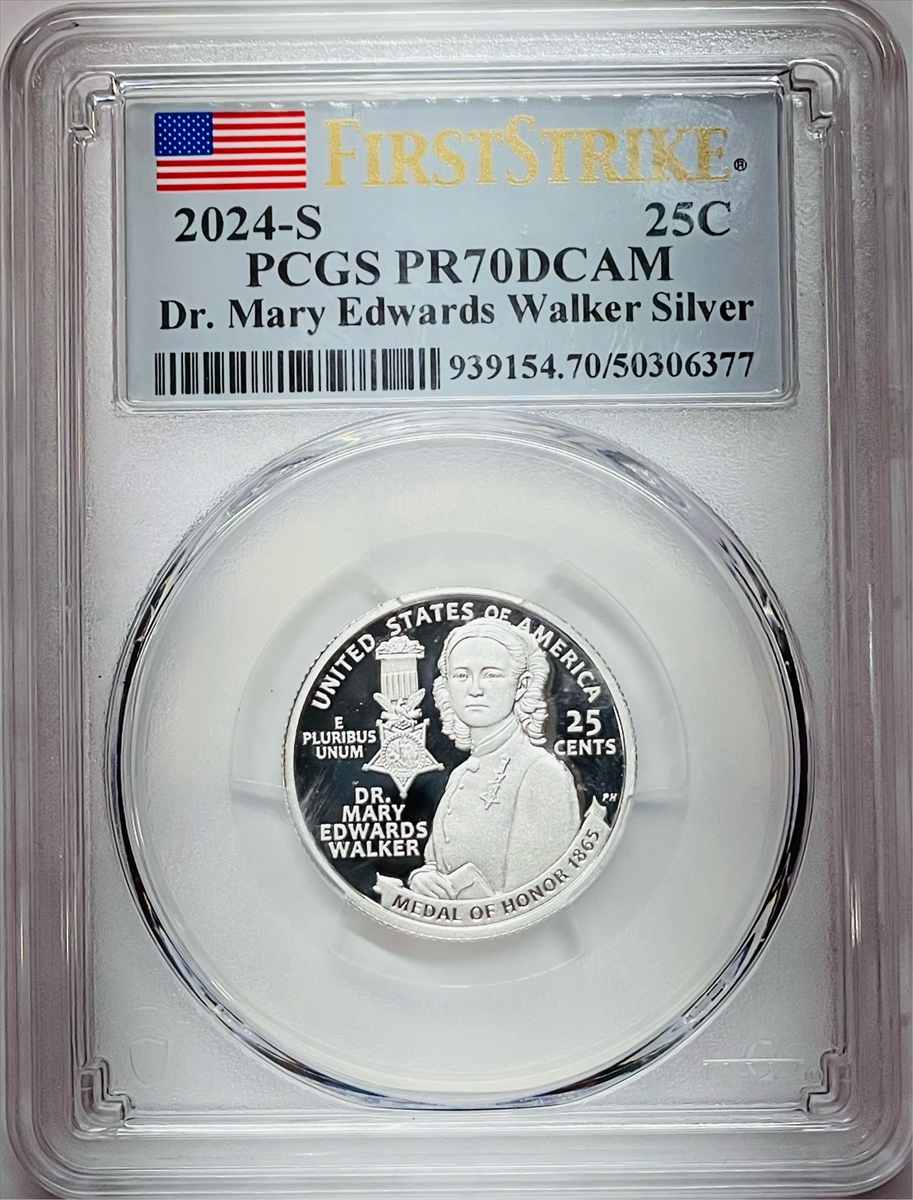 FIRSTSTRIKE®
2024-S 25C
PCGS PR70DCAM
Dr. Mary Edwards Walker Silver
939154.70/50306377
UNITED STATES OF AMERICA
E
PLURIBUS
UNUM
25
CENTS
PH
DR.
MARY
EDWARDS
WALKER
MEDAL OF HONOR 1865